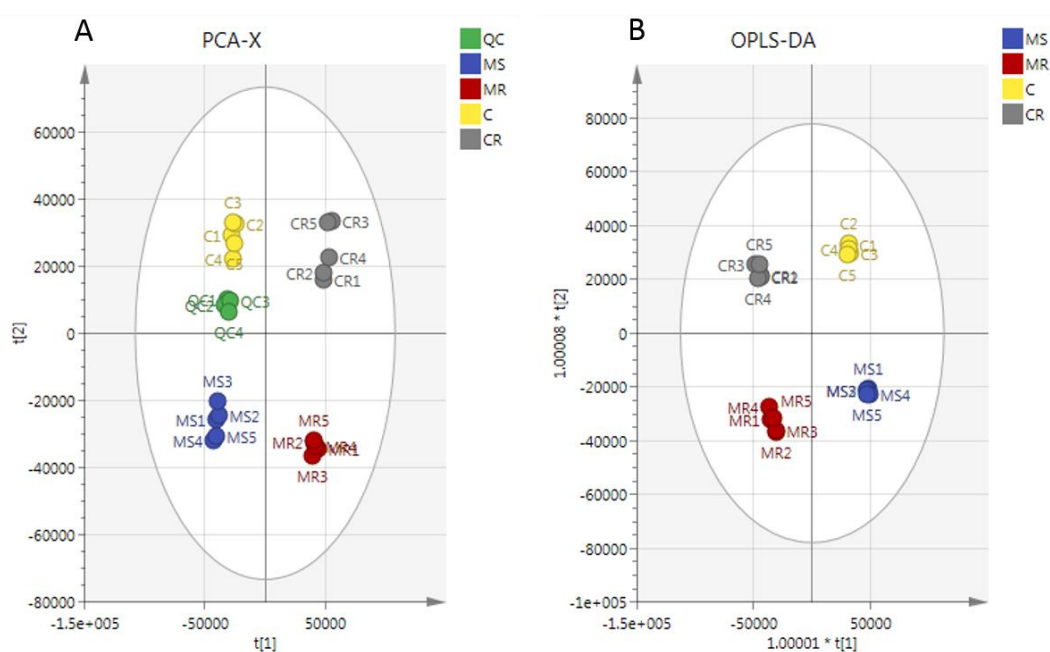 A
PCA-X
QC
MS
MR
C
CR
60000
40000
20000
0
-20000
-40000
-60000
-80000
t[2]
C3
C2
C1
C4
C5
CR5
CR3
CR4
CR2
CR1
QC1
QC3
QC2
QC4
MS3
MS1
MS2
MS4
MS5
MR5
MR2
MR4
MR1
MR3
-1.5e+005
-50000
50000
t[1]
B
OPLS-DA
MS
MR
C
CR
80000
60000
40000
20000
0
-20000
-40000
-60000
-80000
-1e+005
1.00008 * t[2]
C2
C4
C1
C3
C5
CR5
CR3
CR1
CR4
MS1
MS4
MS5
MR4
MR5
MR1
MR3
MR2
-1.5e+005
-50000
50000
1.00001 * t[1]